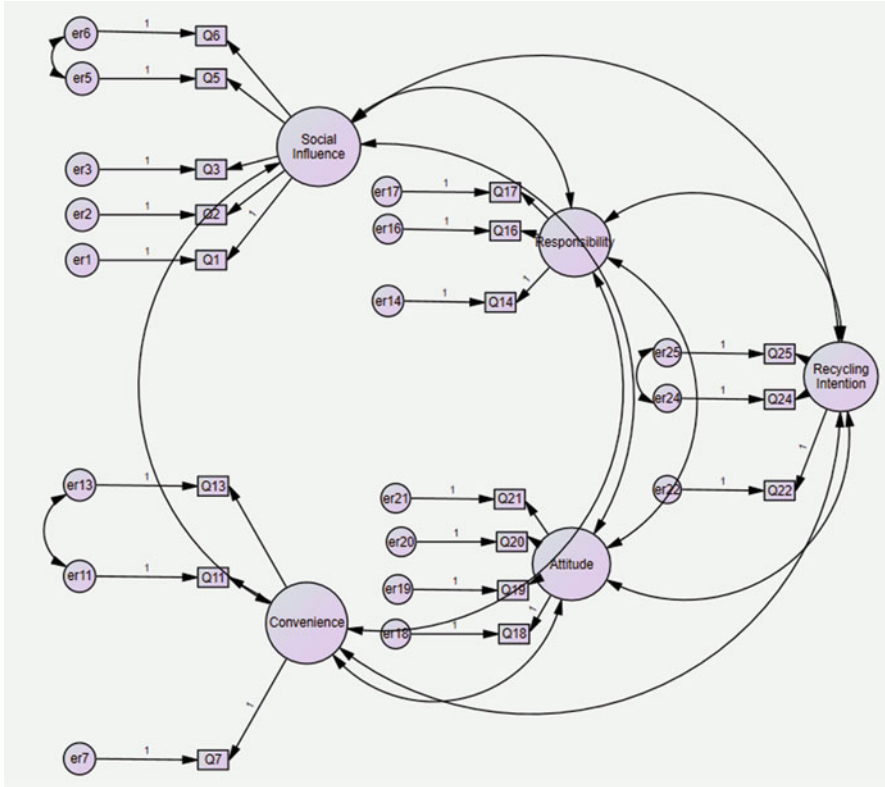 er6 1 Q6
er5 1 Q5
Social
Influence
er3 1 Q3
er2 1 Q2
1
er1 1 Q1
er17 1 Q17
er16 1 Q16
Responsibility
1
er14 1 Q14
er25 1 Q25
er24 1 Q24
Recycling
Intention
1
er22 1 Q22
er13 1 Q13
er11 1 Q11
Convenience
1
er7 1 Q7
er21 1 Q21
er20 1 Q20
Attitude
er19 1 Q19
1
er18 1 Q18